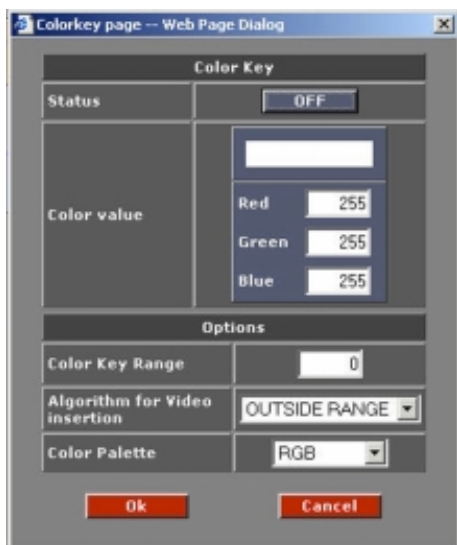 Colorkey page -- Web Page Dialog
Color Key
Status
OFF
Color value
Red 255
Green 255
Blue 255
Options
Color Key Range 0
Algorithm for Video
insertion
OUTSIDE RANGE
Color Palette RGB
Ok Cancel